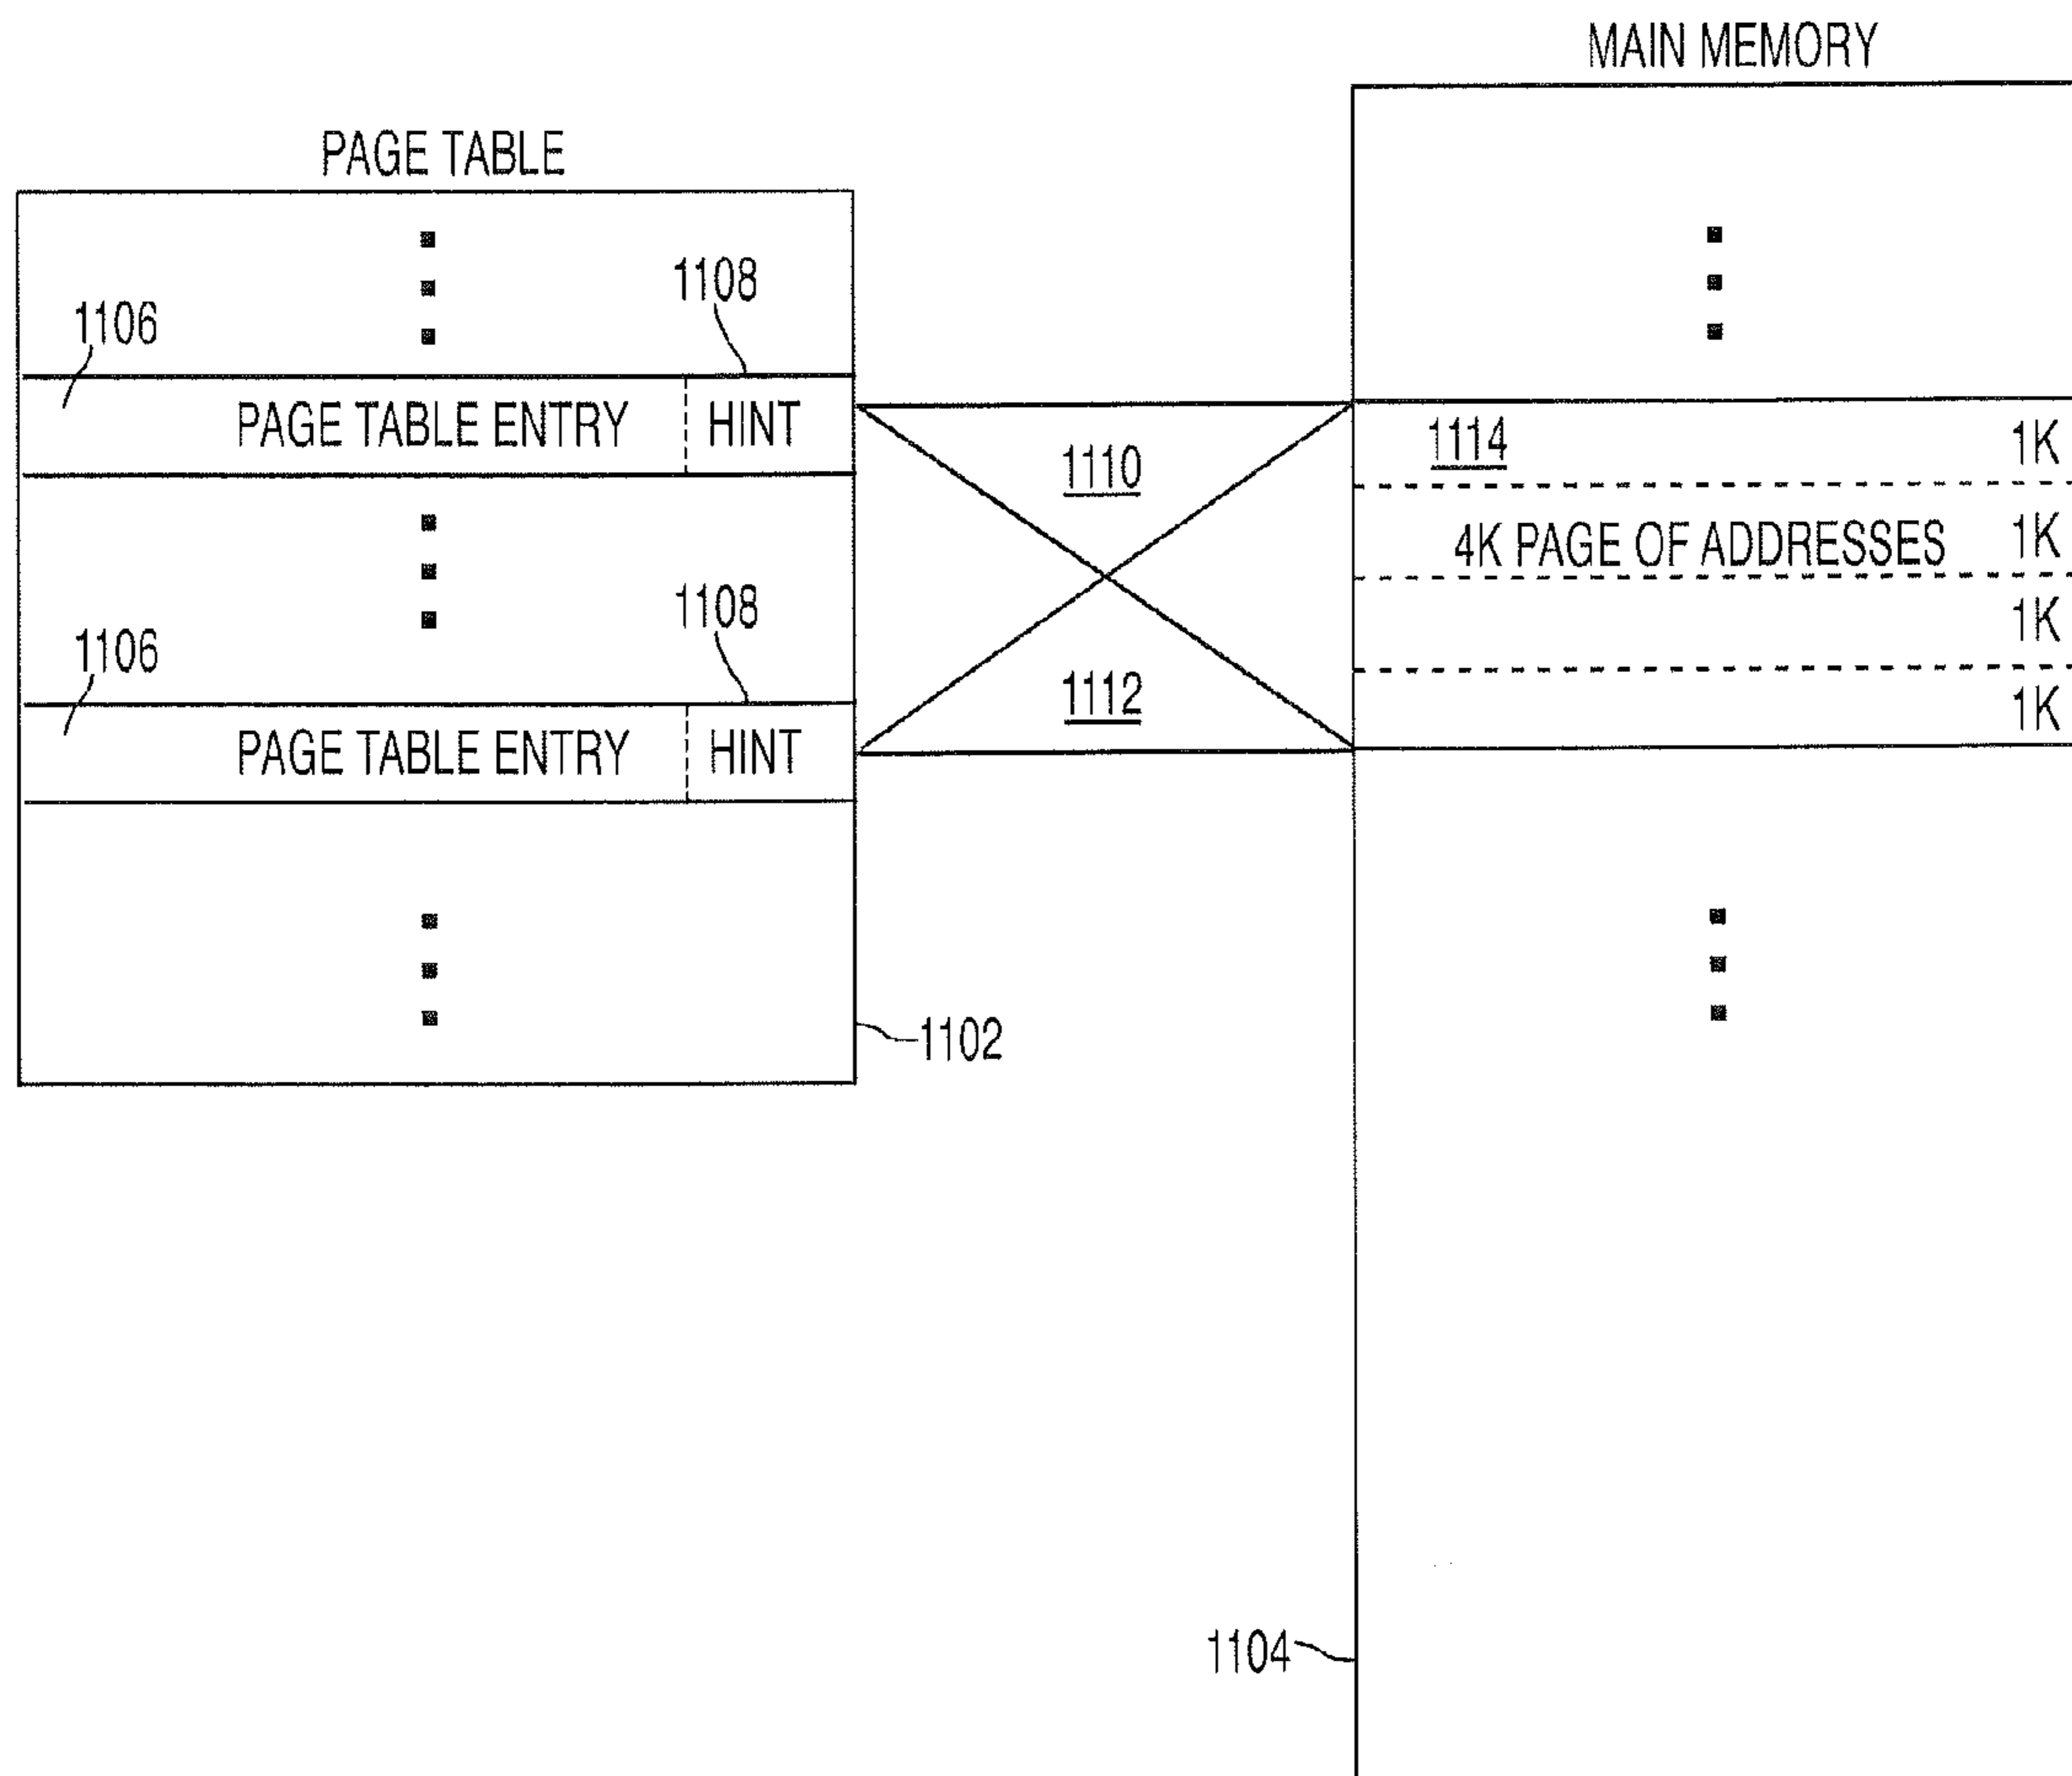 MAIN MEMORY
PAGE TABLE
1108
1106
PAGE TABLE ENTRY HINT
1110
1114 1K
4K PAGE OF ADDRESSES 1K
1K
1K
1108
1106
1112
PAGE TABLE ENTRY HINT
1102
1104